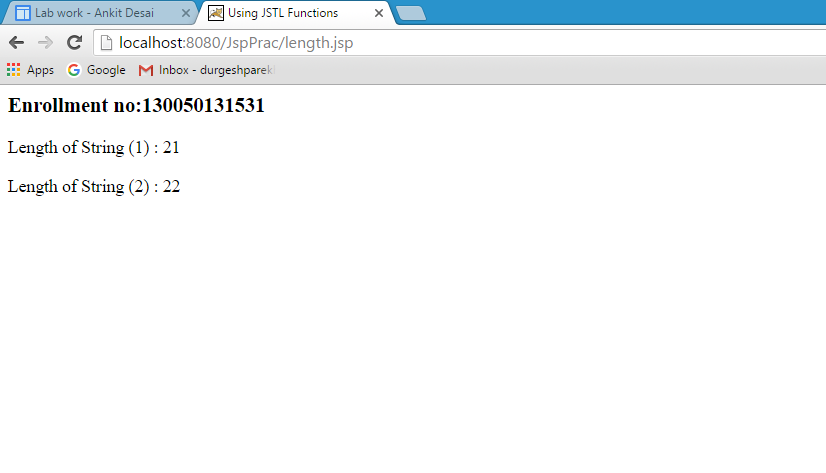 Lab work - Ankit Desai
Using JSTL Functions
localhost:8080/JspPrac/length.jsp
Apps
Google
Inbox - durgeshparek
Enrollment no:130050131531
Length of String (1) : 21
Length of String (2) : 22